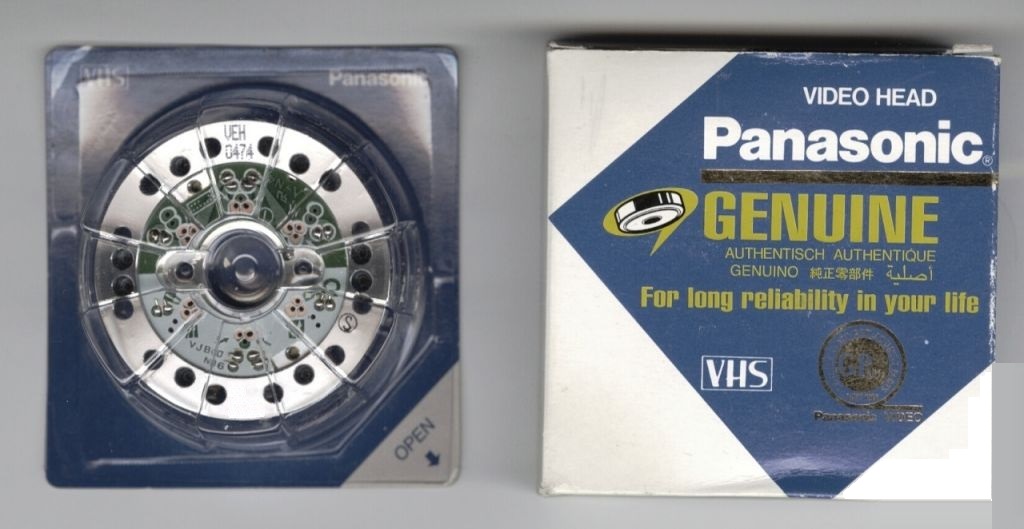 VHS
Panasonic
VEH
0474
OPEN
VIDEO HEAD
Panasonic®
GENUINE
AUTHENTISCH AUTHENTIQUE
GENUINO 純正零部件 أصلية
For long reliability in your life
VHS
Panasonic VIDEO